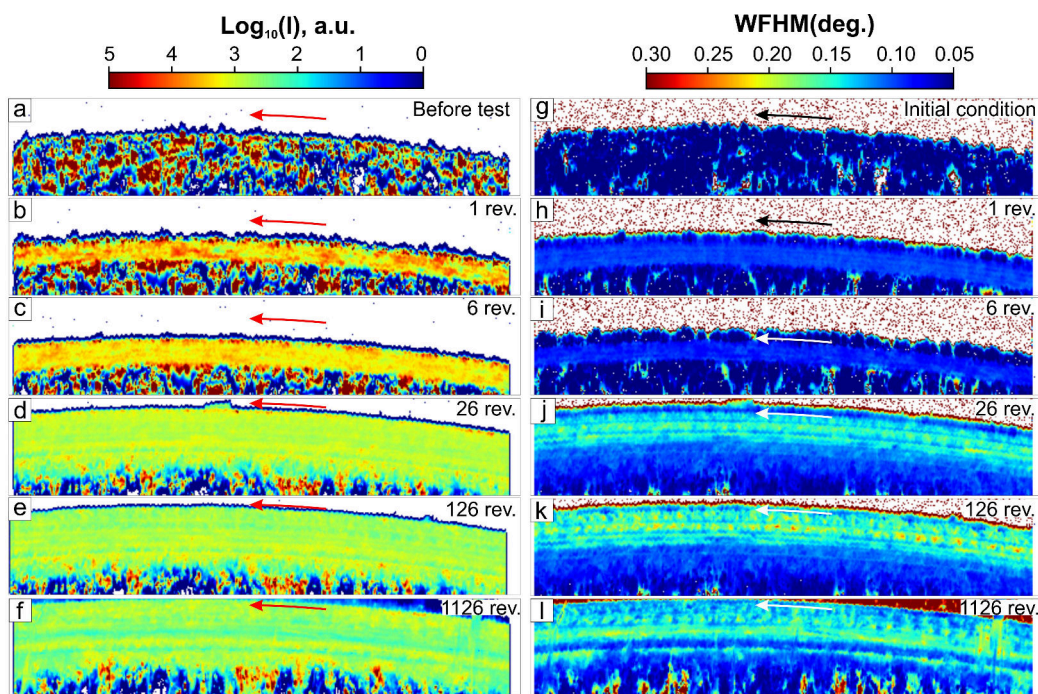 Log₁₀(I), a.u.
5 4 3 2 1 0
WFHM(deg.)
0.30 0.25 0.20 0.15 0.10 0.05
a Before test
g Initial condition
b 1 rev.
h 1 rev.
c 6 rev.
i 6 rev.
d 26 rev.
j 26 rev.
e 126 rev.
k 126 rev.
f 1126 rev.
l 1126 rev.